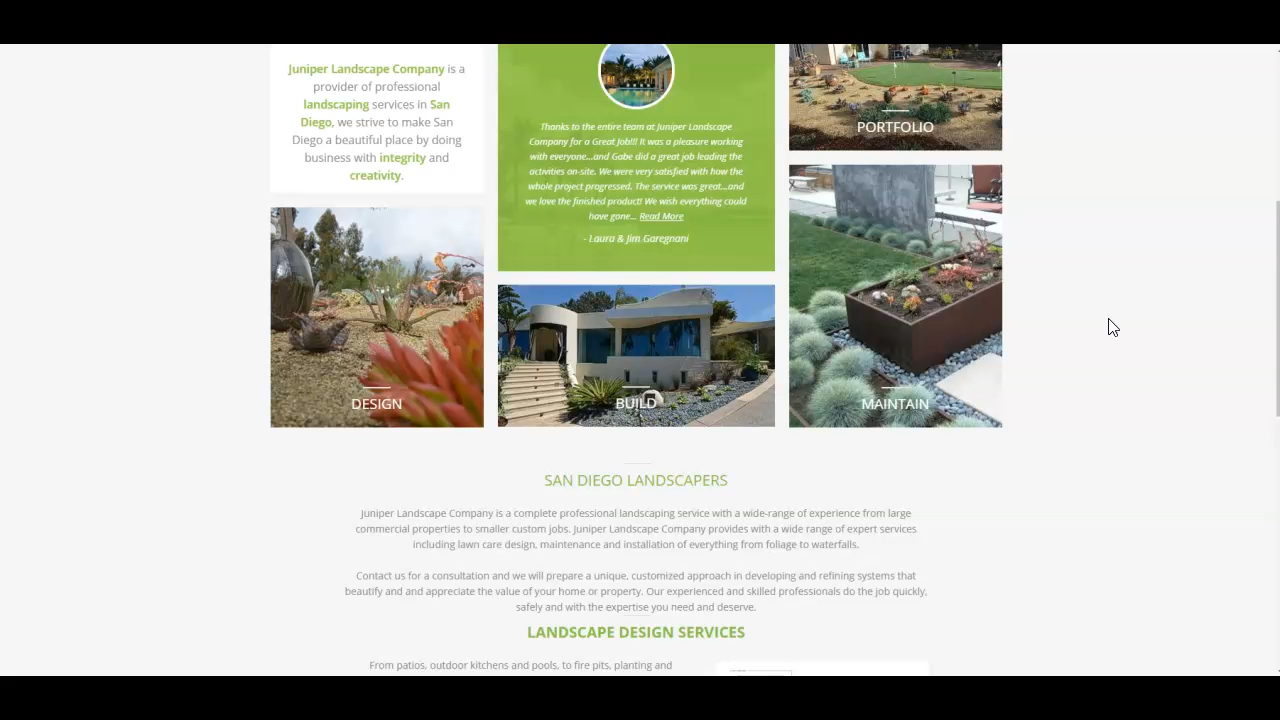 Juniper Landscape Company is a
provider of professional
landscaping services in San
Diego, we strive to make San
Diego a beautiful place by doing
business with integrity and
creativity.
Thanks to the entire team at Juniper Landscape
Company for a Great Job!!! It was a pleasure working
with everyone...and Gabe did a great job leading the
activities on-site. We were very satisfied with how the
whole project progressed. The service was great...and
we love the finished product! We wish everything could
have gone... Read More
- Laura & Jim Garegnani
PORTFOLIO
DESIGN
BUILD
MAINTAIN
SAN DIEGO LANDSCAPERS
Juniper Landscape Company is a complete professional landscaping service with a wide-range of experience from large
commercial properties to smaller custom jobs. Juniper Landscape Company provides with a wide range of expert services
including lawn care design, maintenance and installation of everything from foliage to waterfalls.
Contact us for a consultation and we will prepare a unique, customized approach in developing and refining systems that
beautify and and appreciate the value of your home or property. Our experienced and skilled professionals do the job quickly,
safely and with the expertise you need and deserve.
LANDSCAPE DESIGN SERVICES
From patios, outdoor kitchens and pools, to fire pits, planting and